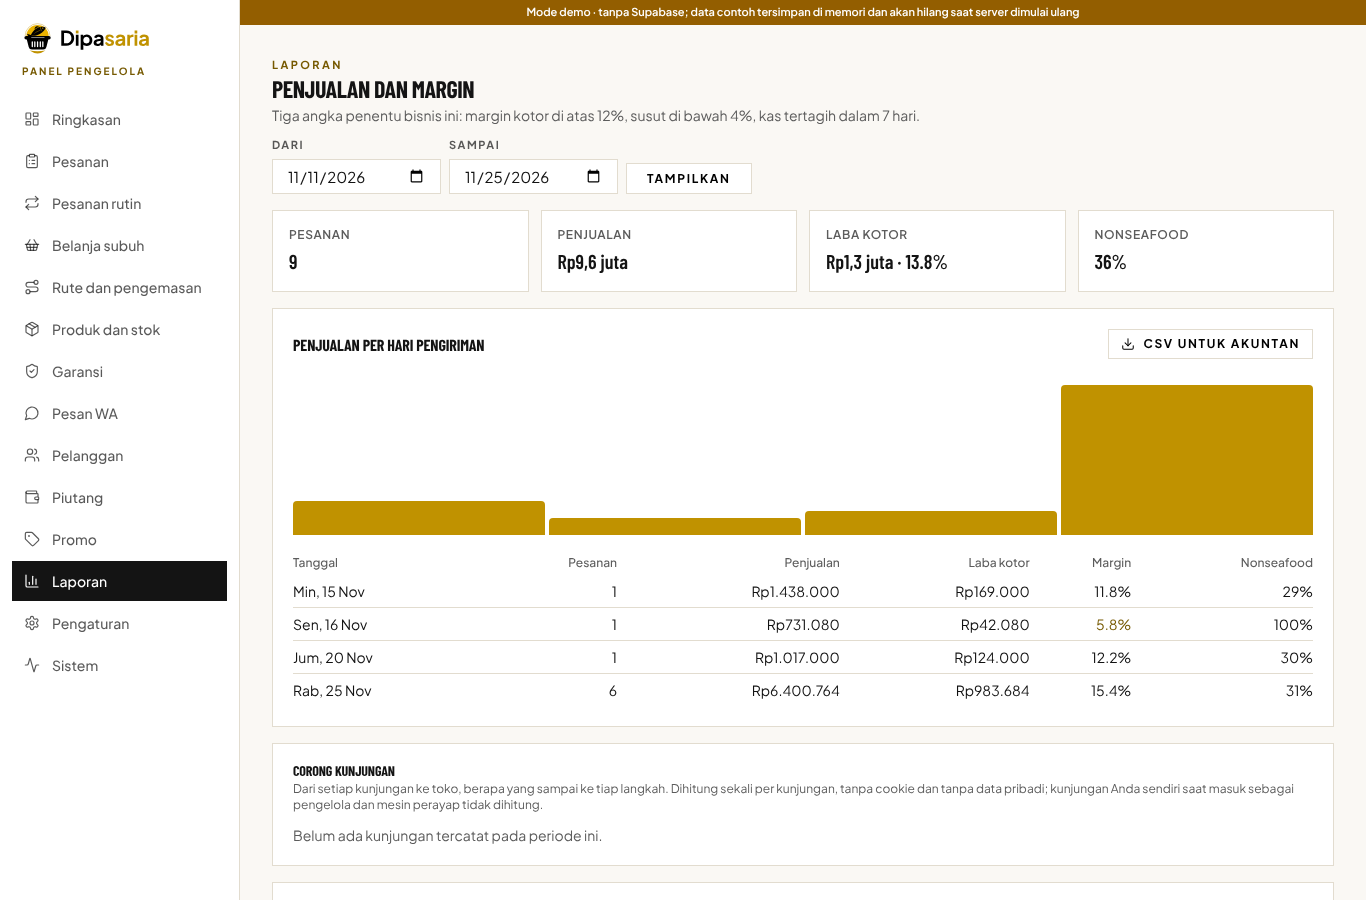 Mode demo · tanpa Supabase; data contoh tersimpan di memori dan akan hilang saat server dimulai ulang
Dipasaria
PANEL PENGELOLA
Ringkasan
Pesanan
Pesanan rutin
Belanja subuh
Rute dan pengemasan
Produk dan stok
Garansi
Pesan WA
Pelanggan
Piutang
Promo
Laporan
Pengaturan
Sistem
LAPORAN
PENJUALAN DAN MARGIN
Tiga angka penentu bisnis ini: margin kotor di atas 12%, susut di bawah 4%, kas tertagih dalam 7 hari.
DARI SAMPAI
11/11/2026 11/25/2026 TAMPILKAN
PESANAN PENJUALAN LABA KOTOR NONSEAFOOD
9 Rp9,6 juta Rp1,3 juta · 13.8% 36%
PENJUALAN PER HARI PENGIRIMAN CSV UNTUK AKUNTAN
Tanggal Pesanan Penjualan Laba kotor Margin Nonseafood
Min, 15 Nov 1 Rp1.438.000 Rp169.000 11.8% 29%
Sen, 16 Nov 1 Rp731.080 Rp42.080 5.8% 100%
Jum, 20 Nov 1 Rp1.017.000 Rp124.000 12.2% 30%
Rab, 25 Nov 6 Rp6.400.764 Rp983.684 15.4% 31%
CORONG KUNJUNGAN
Dari setiap kunjungan ke toko, berapa yang sampai ke tiap langkah. Dihitung sekali per kunjungan, tanpa cookie dan tanpa data pribadi; kunjungan Anda sendiri saat masuk sebagai
pengelola dan mesin perayap tidak dihitung.
Belum ada kunjungan tercatat pada periode ini.